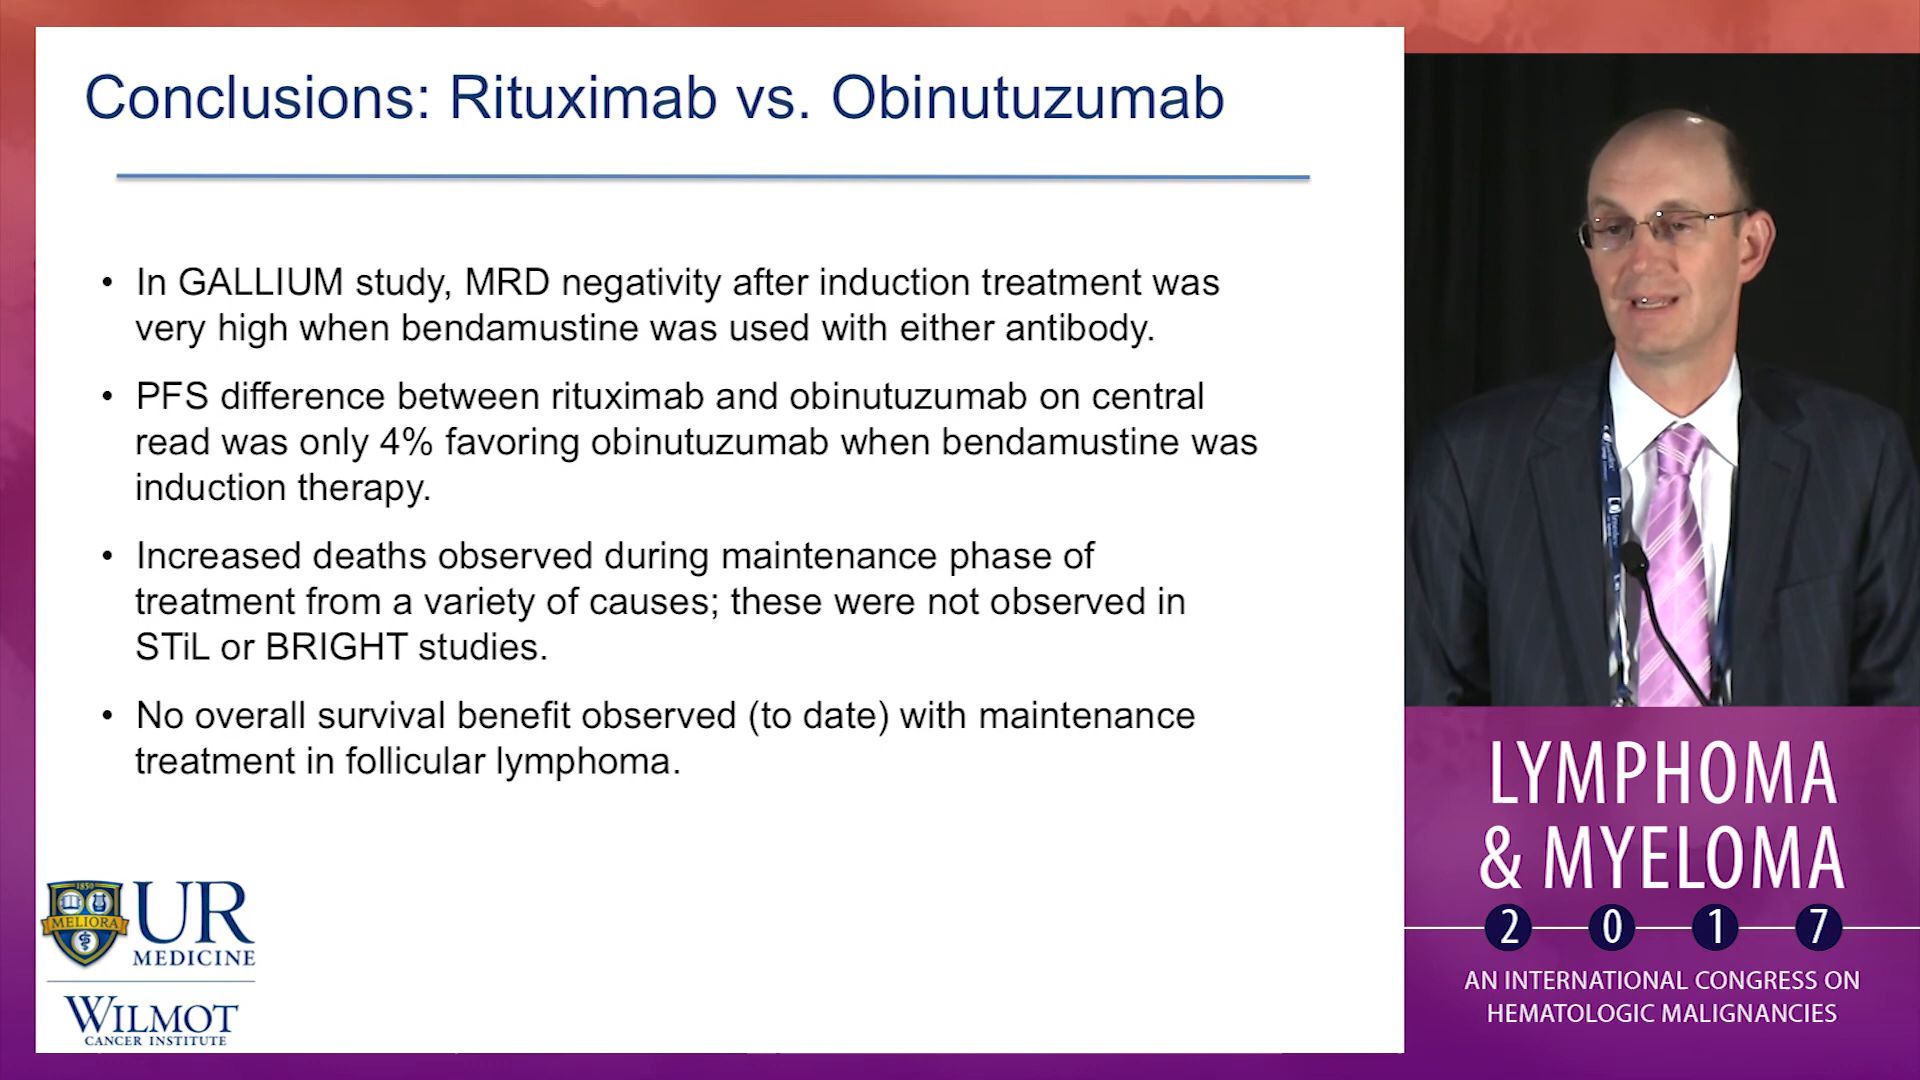 Conclusions: Rituximab vs. Obinutuzumab
• In GALLIUM study, MRD negativity after induction treatment was
very high when bendamustine was used with either antibody.
• PFS difference between rituximab and obinutuzumab on central
read was only 4% favoring obinutuzumab when bendamustine was
induction therapy.
• Increased deaths observed during maintenance phase of
treatment from a variety of causes; these were not observed in
STiL or BRIGHT studies.
• No overall survival benefit observed (to date) with maintenance
treatment in follicular lymphoma.
1850
MELIORA
UR
MEDICINE
WILMOT
CANCER INSTITUTE
LYMPHOMA
& MYELOMA
2017
AN INTERNATIONAL CONGRESS ON
HEMATOLOGIC MALIGNANCIES